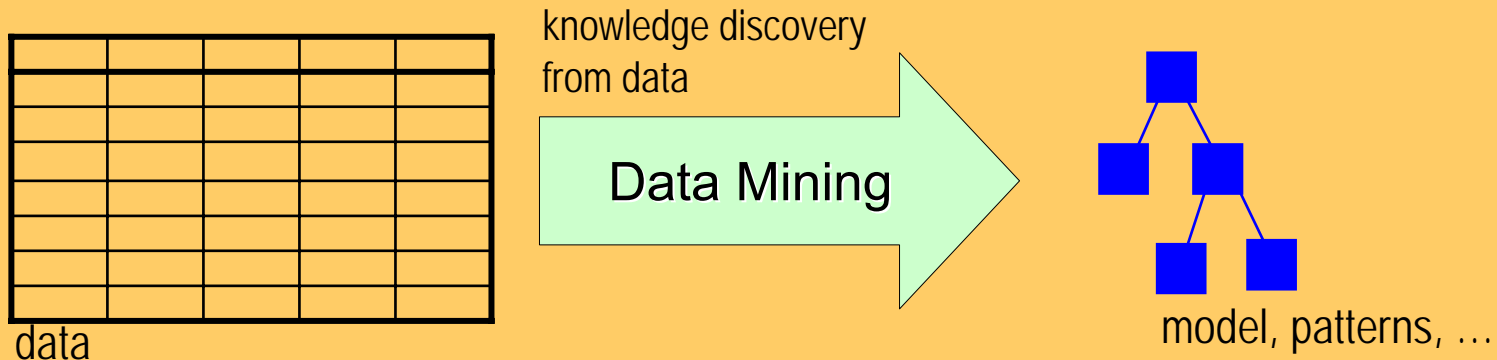 knowledge discovery
from data
Data Mining
data
model, patterns, …